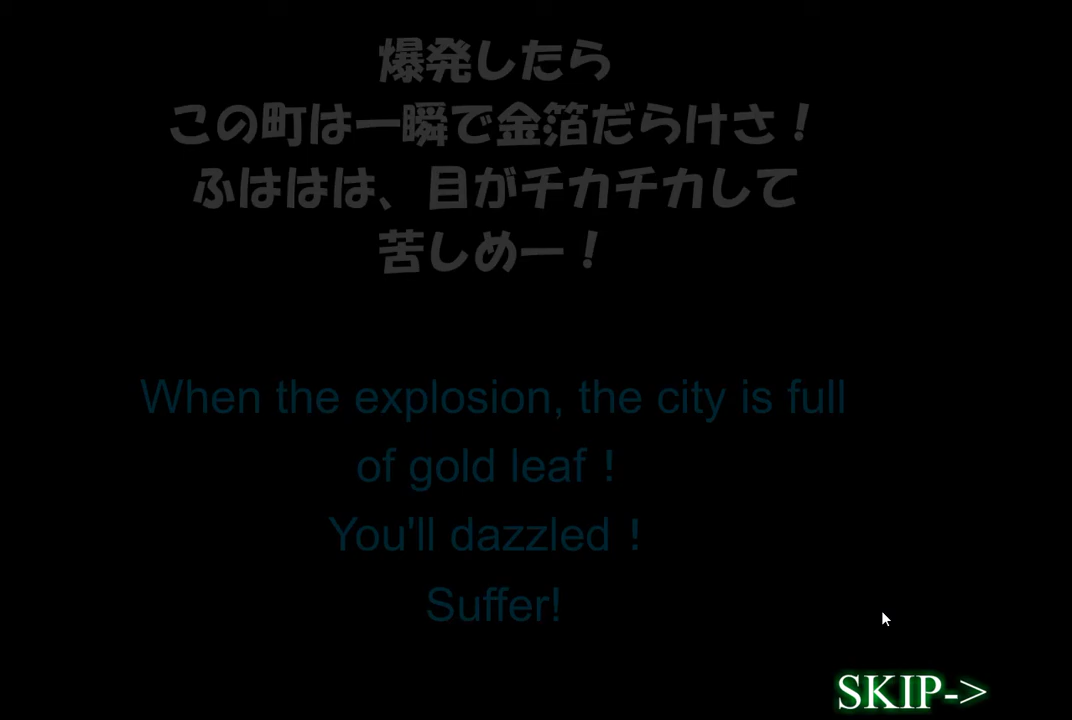 爆発したら
この町は一瞬で金箔だらけさ！
ふははは、目がチカチカして
苦しめー！
When the explosion, the city is full
of gold leaf！
You'll dazzled！
Suffer!
SKIP->